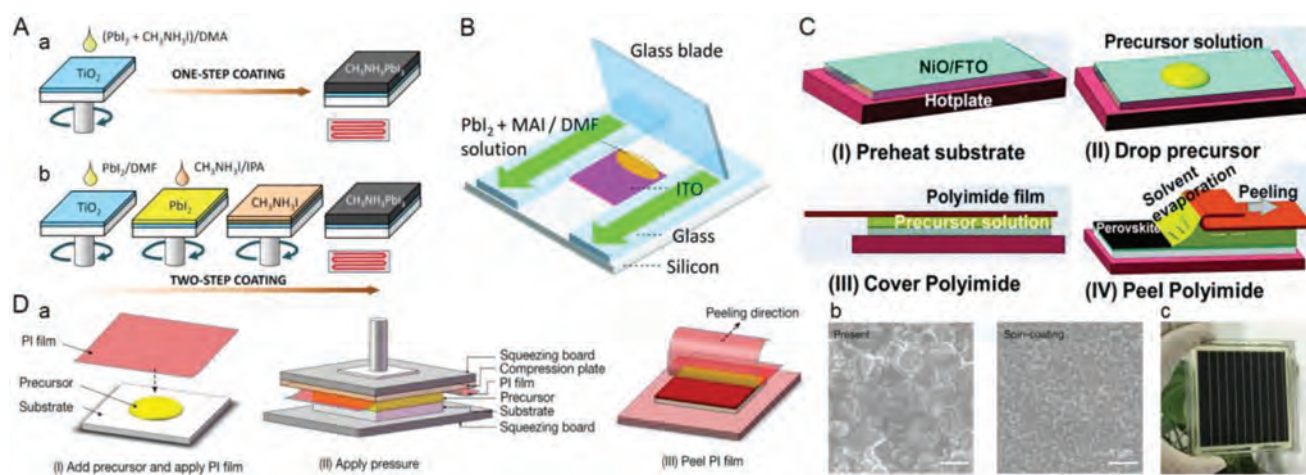 A
a
(PbI2 + CH3NH3I)/DMA
TiO2
ONE-STEP COATING
CH3NH3PbI3
b
PbI2/DMF
CH3NH3I/IPA
TiO2
PbI2
CH3NH3I
CH3NH3PbI3
TWO-STEP COATING
B
Glass blade
PbI2 + MAI / DMF
solution
ITO
Glass
Silicon
C
NiO/FTO
Hotplate
(I) Preheat substrate
Precursor solution
(II) Drop precursor
Polyimide film
Precursor solution
(III) Cover Polyimide
Solvent
evaporation
Peeling
Perovskite
(IV) Peel Polyimide
D
a
PI film
Precursor
Substrate
(I) Add precursor and apply PI film
Squeezing board
Compression plate
PI film
Precursor
Substrate
Squeezing board
(II) Apply pressure
Peeling direction
(III) Peel PI film
b
Present
Spin-coating
c